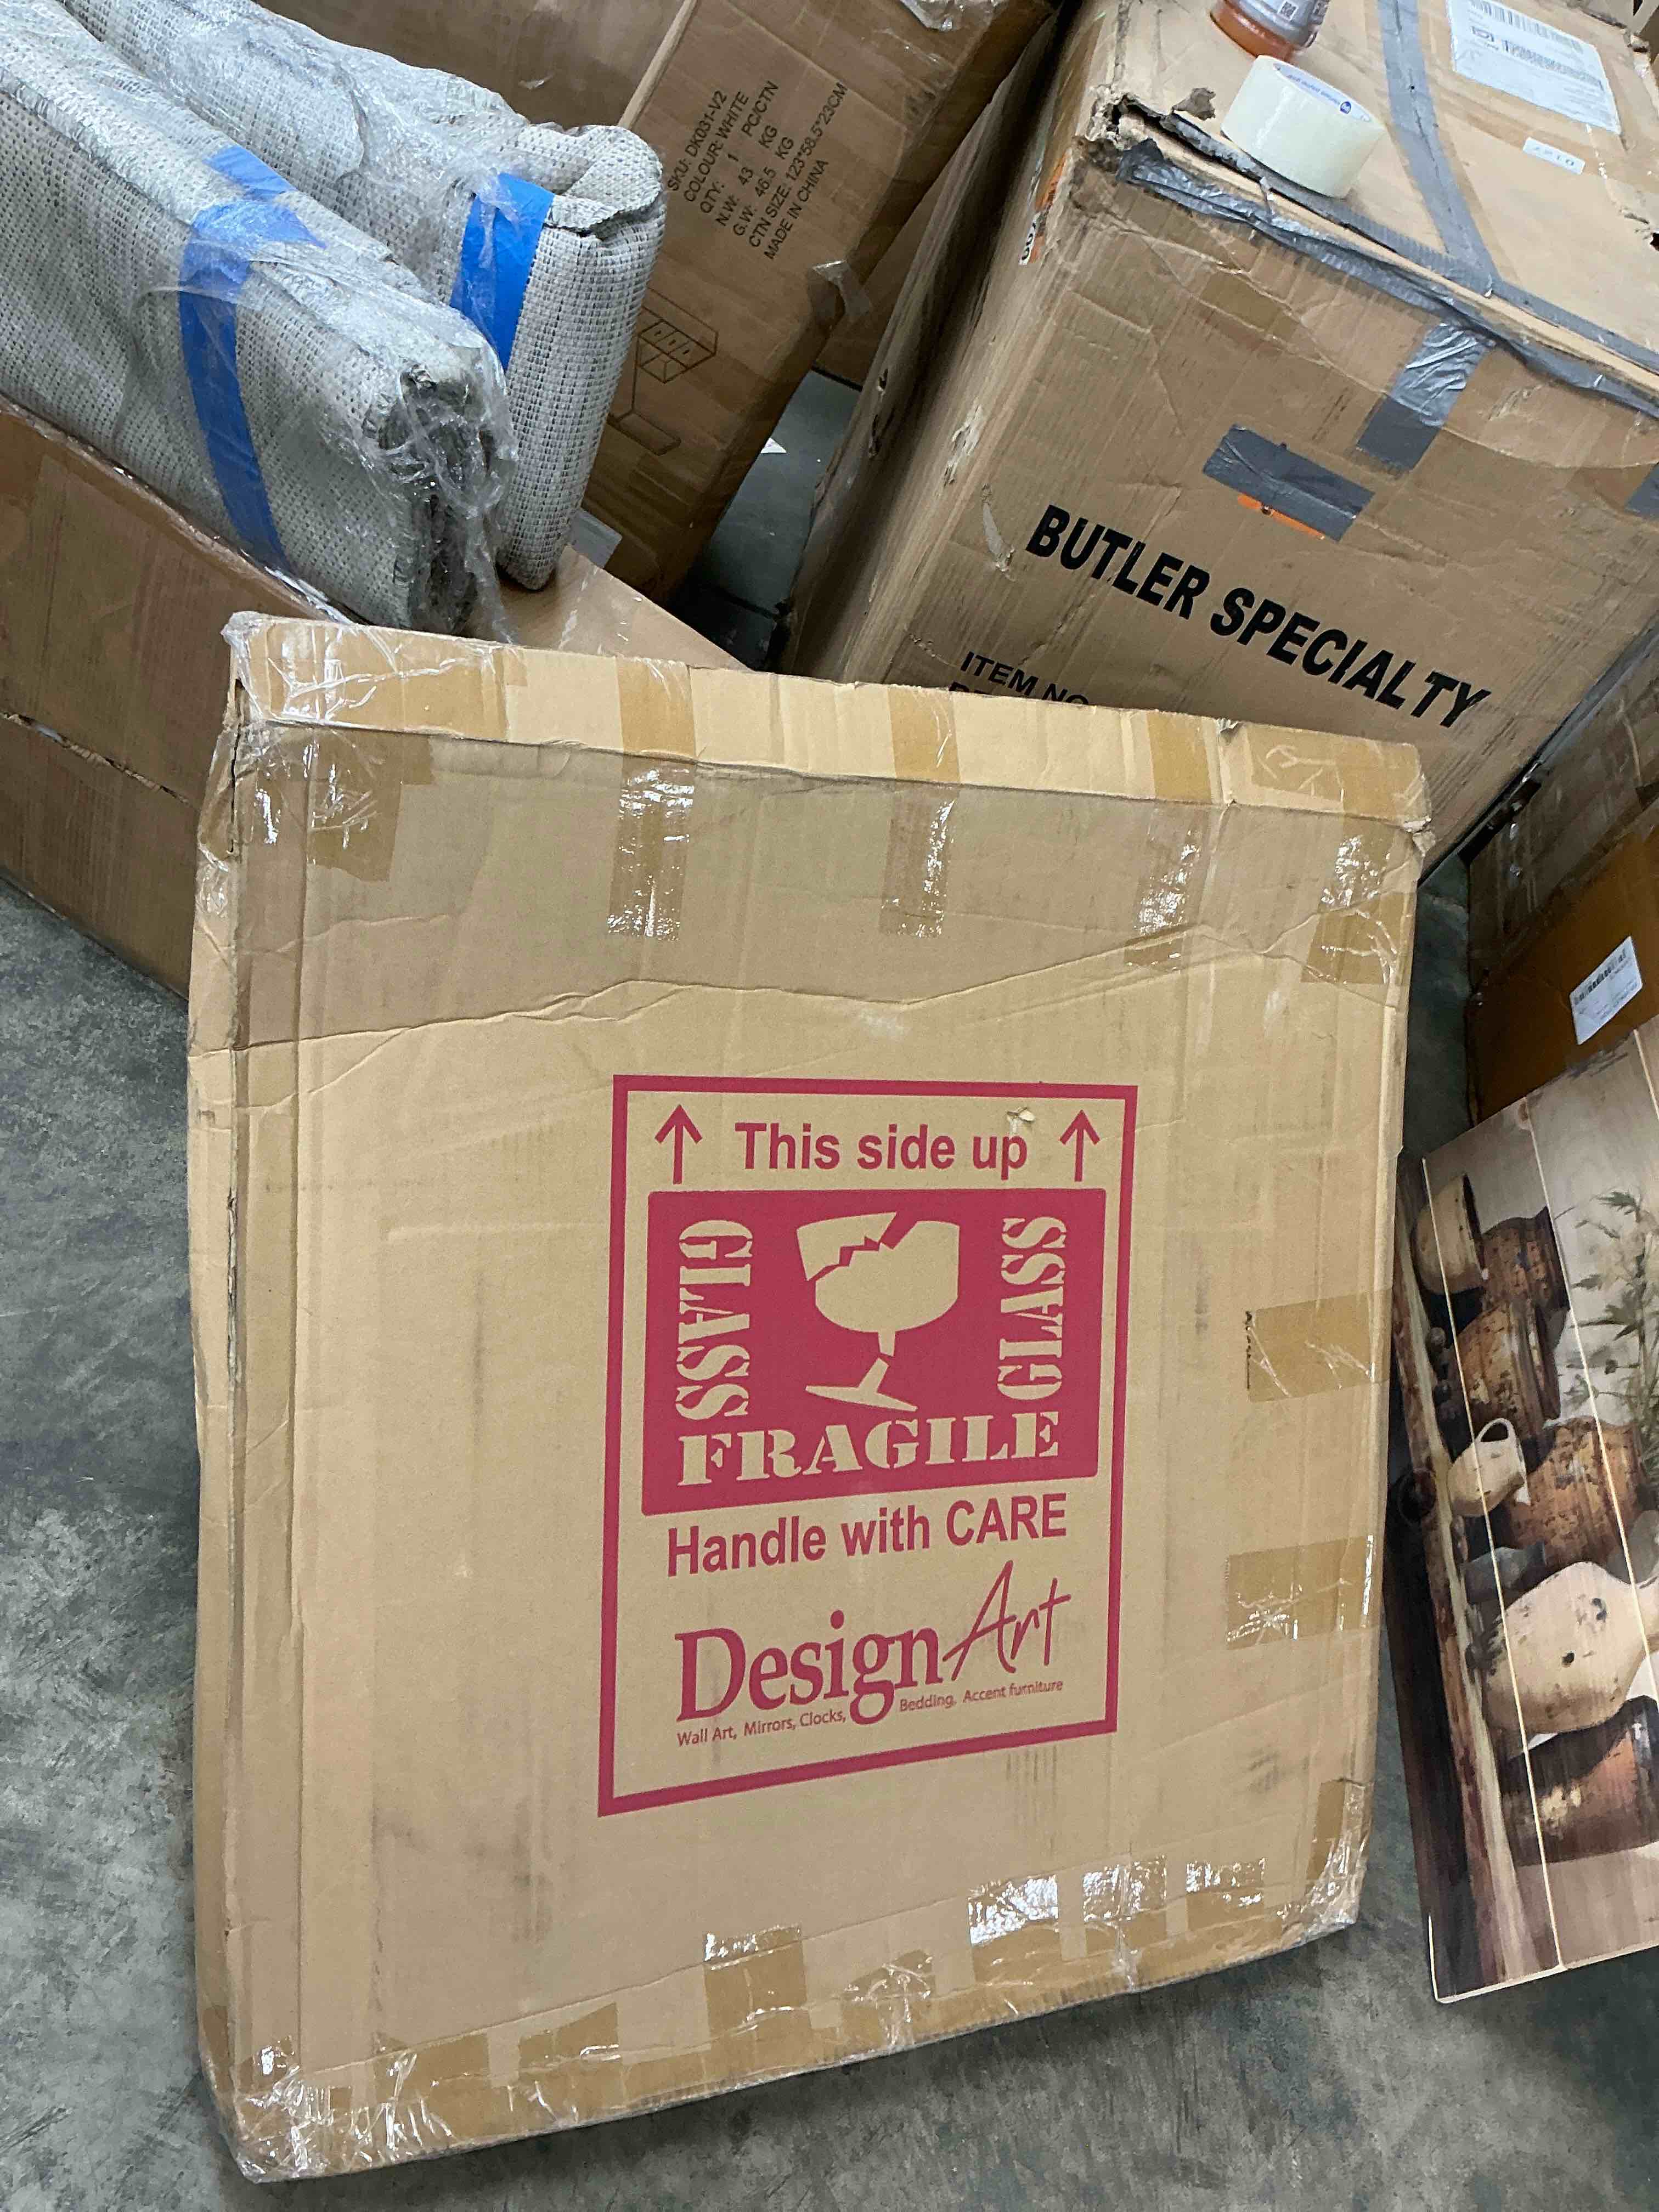 SKU: DK031-V2
COLOUR: WHITE
QTY: 1 PC/CTN
N.W: 43 KG
G.W: 46.5 KG
CTN SIZE: 123*58.5*23CM
MADE IN CHINA
BUTLER SPECIALTY
ITEM NO
This side up
GLASS
GLASS
FRAGILE
Handle with CARE
DesignArt
Wall Art, Mirrors, Clocks, Bedding, Accent furniture